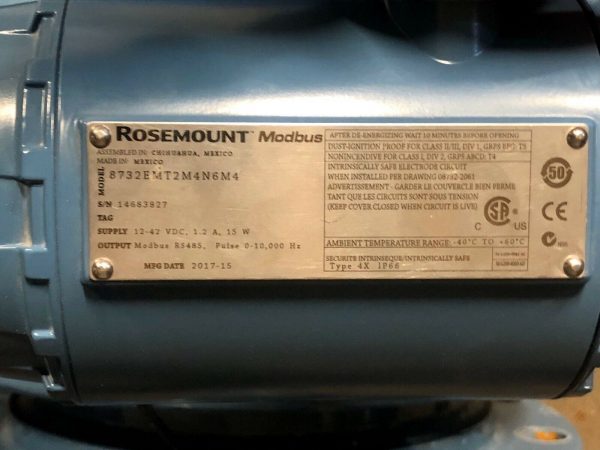 ROSEMOUNT Modbus
ASSEMBLED IN: CHIHUAHUA, MEXICO
MADE IN: MEXICO
MODEL 8732EMT2M4N6M4
S/N 14683827
TAG
SUPPLY 12-42 VDC, 1.2 A, 15 W
OUTPUT Modbus RS485, Pulse 0-10,000 Hz
MFG DATE 2017-15
AFTER DE-ENERGIZING WAIT 10 MINUTES BEFORE OPENING
DUST-IGNITION PROOF FOR CLASS II/III, DIV 1, GRPS EFG: T5
NONINCENDIVE FOR CLASS I, DIV 2, GRPS ABCD: T4
INTRINSICALLY SAFE ELECTRODE CIRCUIT
WHEN INSTALLED PER DRAWING 08732-2061
ADVERTISSEMENT - GARDER LE COUVERCLE BIEN FERME
TANT QUE LES CIRCUITS SONT SOUS TENSION
(KEEP COVER CLOSED WHEN CIRCUIT IS LIVE)
AMBIENT TEMPERATURE RANGE: -40°C TO +60°C
SECURITE INTRINSEQUE/INTRINSICALLY SAFE
Type 4X IP66
50
SA
C US
CE